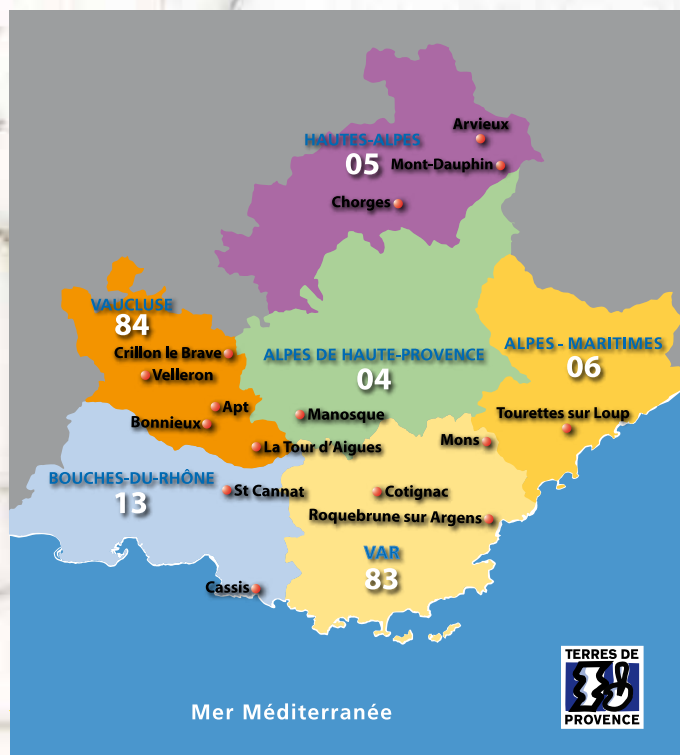 Arvieux
HAUTES-ALPES
05
Mont-Dauphin
Chorges
VAUCLUSE
84
Crillon le Brave
Velleron
Apt
Bonnieux
La Tour d'Aigues
ALPES DE HAUTE-PROVENCE
04
Manosque
ALPES - MARITIMES
06
Tourettes sur Loup
Mons
BOUCHES-DU-RHÔNE
13
St Cannat
Cassis
Cotignac
Roquebrune sur Argens
VAR
83
Mer Méditerranée
TERRES DE
PROVENCE